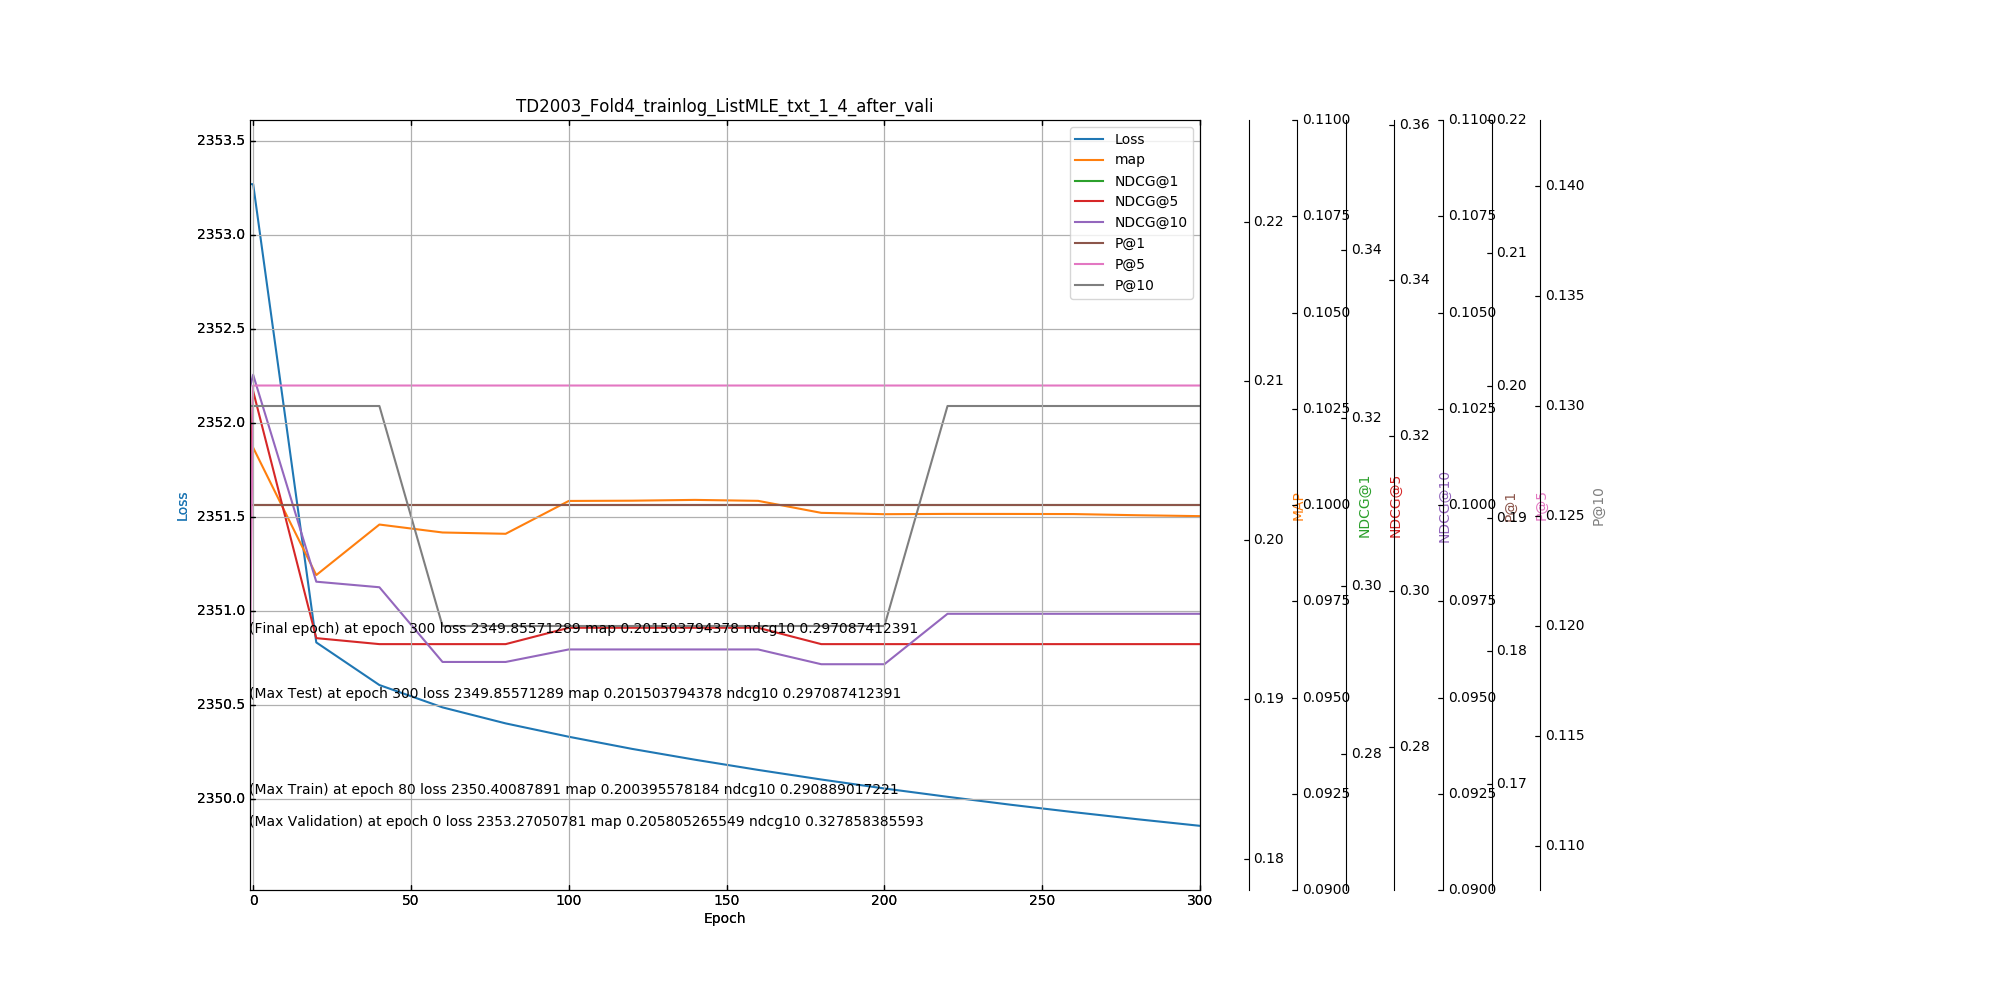 TD2003_Fold4_trainlog_ListMLE_txt_1_4_after_vali
2353.5
2353.0
2352.5
2352.0
2351.5
2351.0
2350.5
2350.0
Loss
Loss
map
NDCG@1
NDCG@5
NDCG@10
P@1
P@5
P@10
(Final epoch) at epoch 300 loss 2349.85571289 map 0.201503794378 ndcg10 0.297087412391
(Max Test) at epoch 300 loss 2349.85571289 map 0.201503794378 ndcg10 0.297087412391
(Max Train) at epoch 80 loss 2350.40087891 map 0.200395578184 ndcg10 0.290889017221
(Max Validation) at epoch 0 loss 2353.27050781 map 0.205805265549 ndcg10 0.327858385593
0 50 100 150 200 250 300
Epoch
0.22
0.21
0.20
0.19
0.18
MAP
0.1100
0.1075
0.1050
0.1025
0.1000
0.0975
0.0950
0.0925
0.0900
NDCG@1
0.34
0.32
0.30
0.28
NDCG@5
0.36
0.34
0.32
0.30
0.28
NDCG@10
0.1100
0.1075
0.1050
0.1025
0.1000
0.0975
0.0950
0.0925
0.0900
P@1
0.22
0.21
0.20
0.19
0.18
0.17
P@5
0.140
0.135
0.130
0.125
0.120
0.115
0.110
P@10